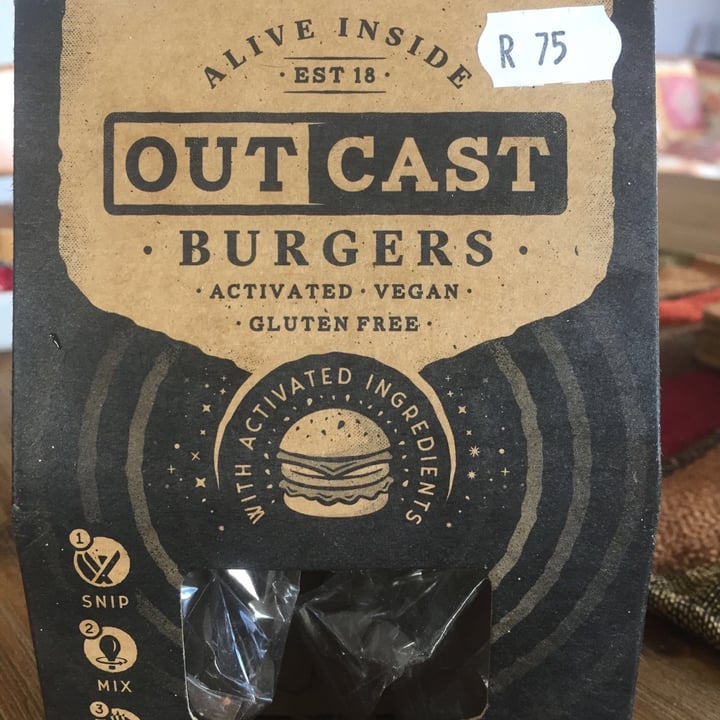 ALIVE INSIDE
· EST 18 ·
R 75
OUT CAST
· BURGERS ·
· ACTIVATED · VEGAN ·
· GLUTEN FREE ·
WITH ACTIVATED INGREDIENTS
1
SNIP
2
MIX
3